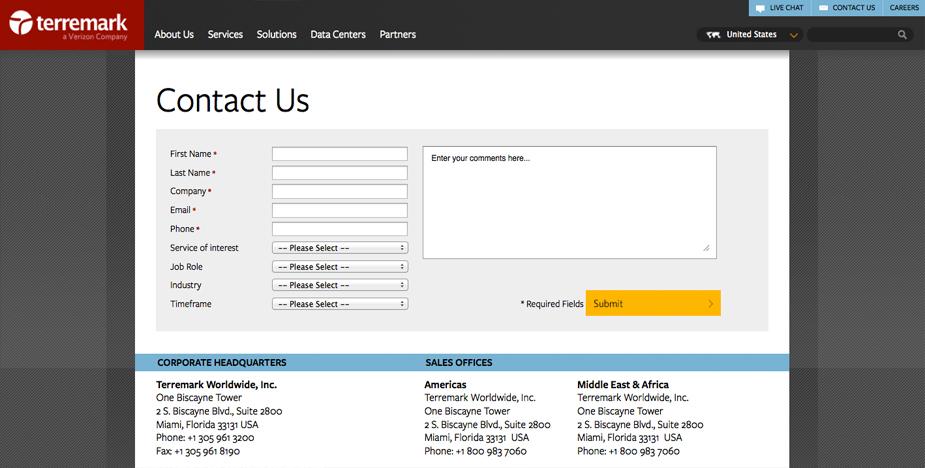 LIVE CHAT
CONTACT US
CAREERS
terremark
a Verizon Company
About Us
Services
Solutions
Data Centers
Partners
United States
Contact Us
First Name *
Last Name *
Company *
Email *
Phone *
Service of interest
-- Please Select --
Job Role
-- Please Select --
Industry
-- Please Select --
Timeframe
-- Please Select --
Enter your comments here...
* Required Fields
Submit
CORPORATE HEADQUARTERS
Terremark Worldwide, Inc.
One Biscayne Tower
2 S. Biscayne Blvd., Suite 2800
Miami, Florida 33131 USA
Phone: +1 305 961 3200
Fax: +1 305 961 8190
SALES OFFICES
Americas
Terremark Worldwide, Inc.
One Biscayne Tower
2 S. Biscayne Blvd., Suite 2800
Miami, Florida 33131 USA
Phone: +1 800 983 7060
Middle East & Africa
Terremark Worldwide, Inc.
One Biscayne Tower
2 S. Biscayne Blvd., Suite 2800
Miami, Florida 33131 USA
Phone: +1 800 983 7060